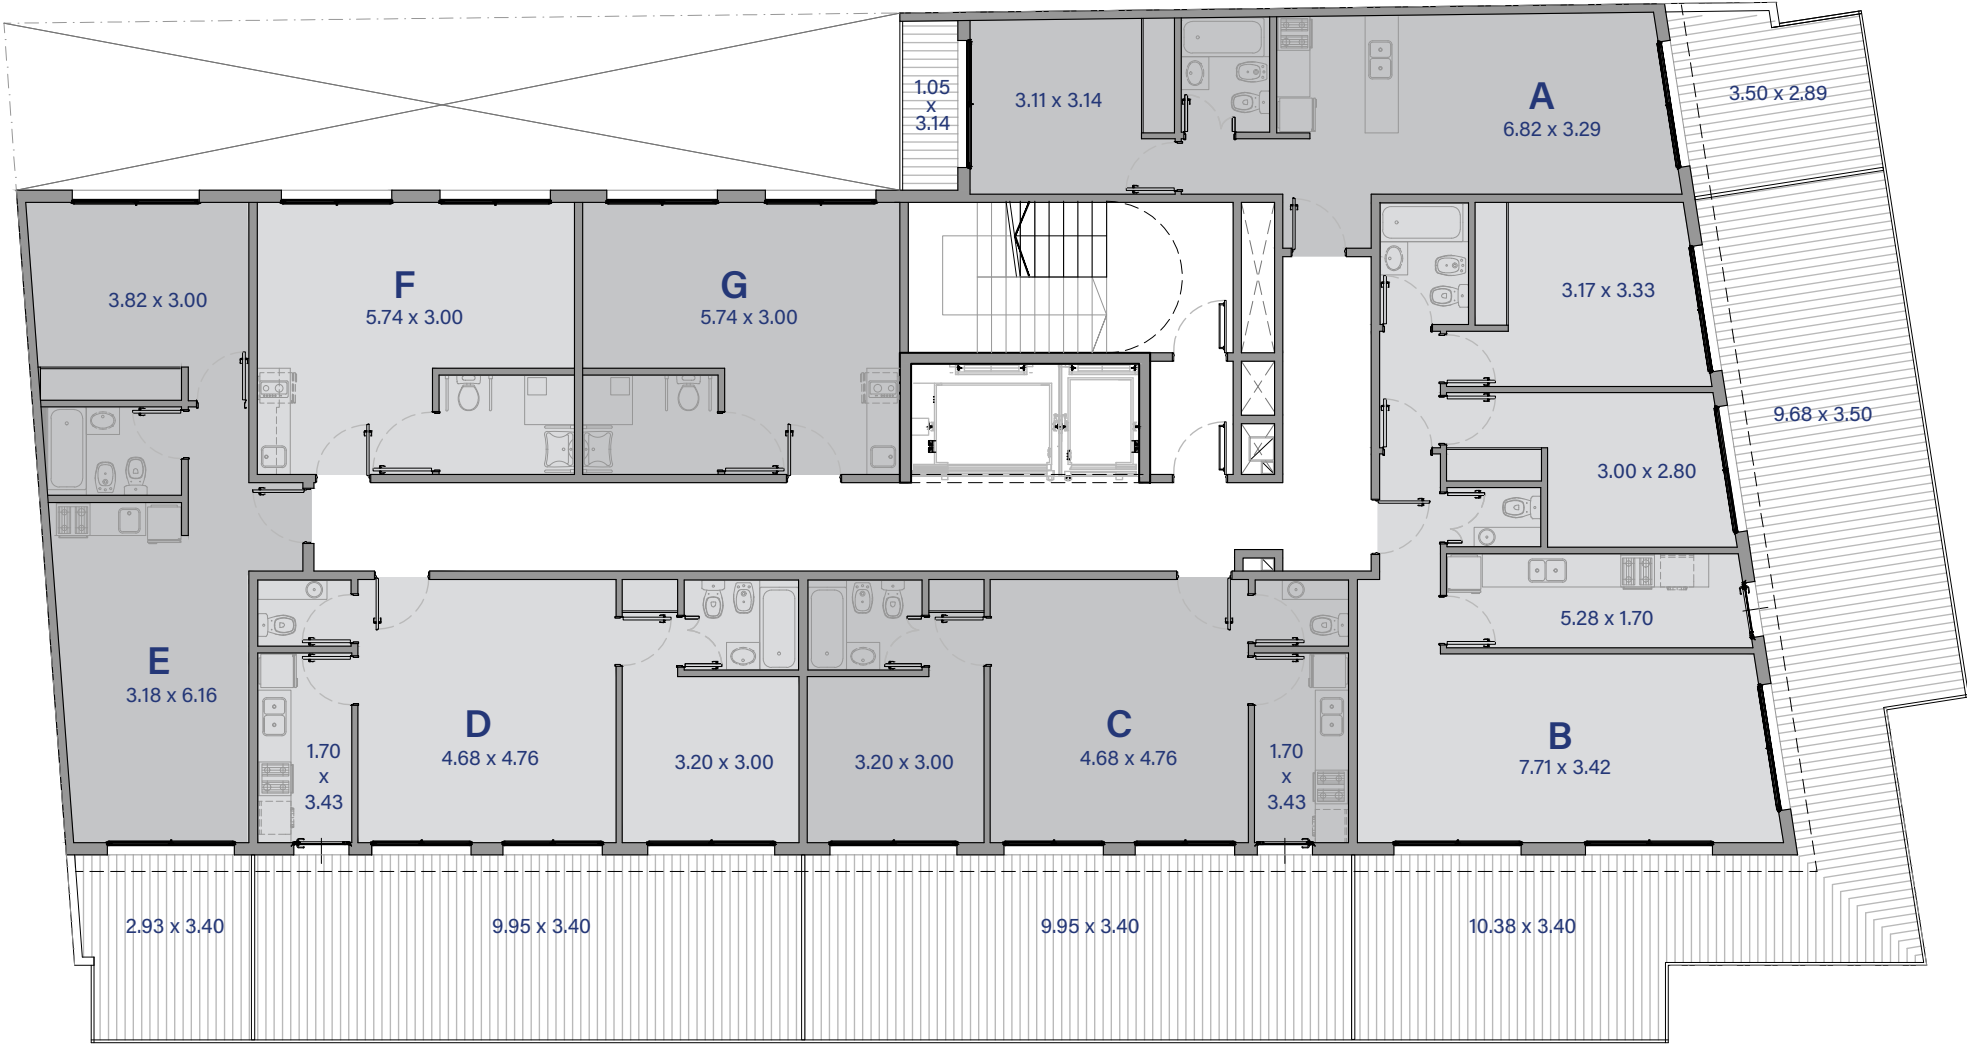 1.05
x
3.14
3.11 x 3.14
A
6.82 x 3.29
3.50 x 2.89
3.82 x 3.00
F
5.74 x 3.00
G
5.74 x 3.00
3.17 x 3.33
9.68 x 3.50
3.00 x 2.80
5.28 x 1.70
E
3.18 x 6.16
1.70
x
3.43
D
4.68 x 4.76
3.20 x 3.00
3.20 x 3.00
C
4.68 x 4.76
1.70
x
3.43
B
7.71 x 3.42
2.93 x 3.40
9.95 x 3.40
9.95 x 3.40
10.38 x 3.40